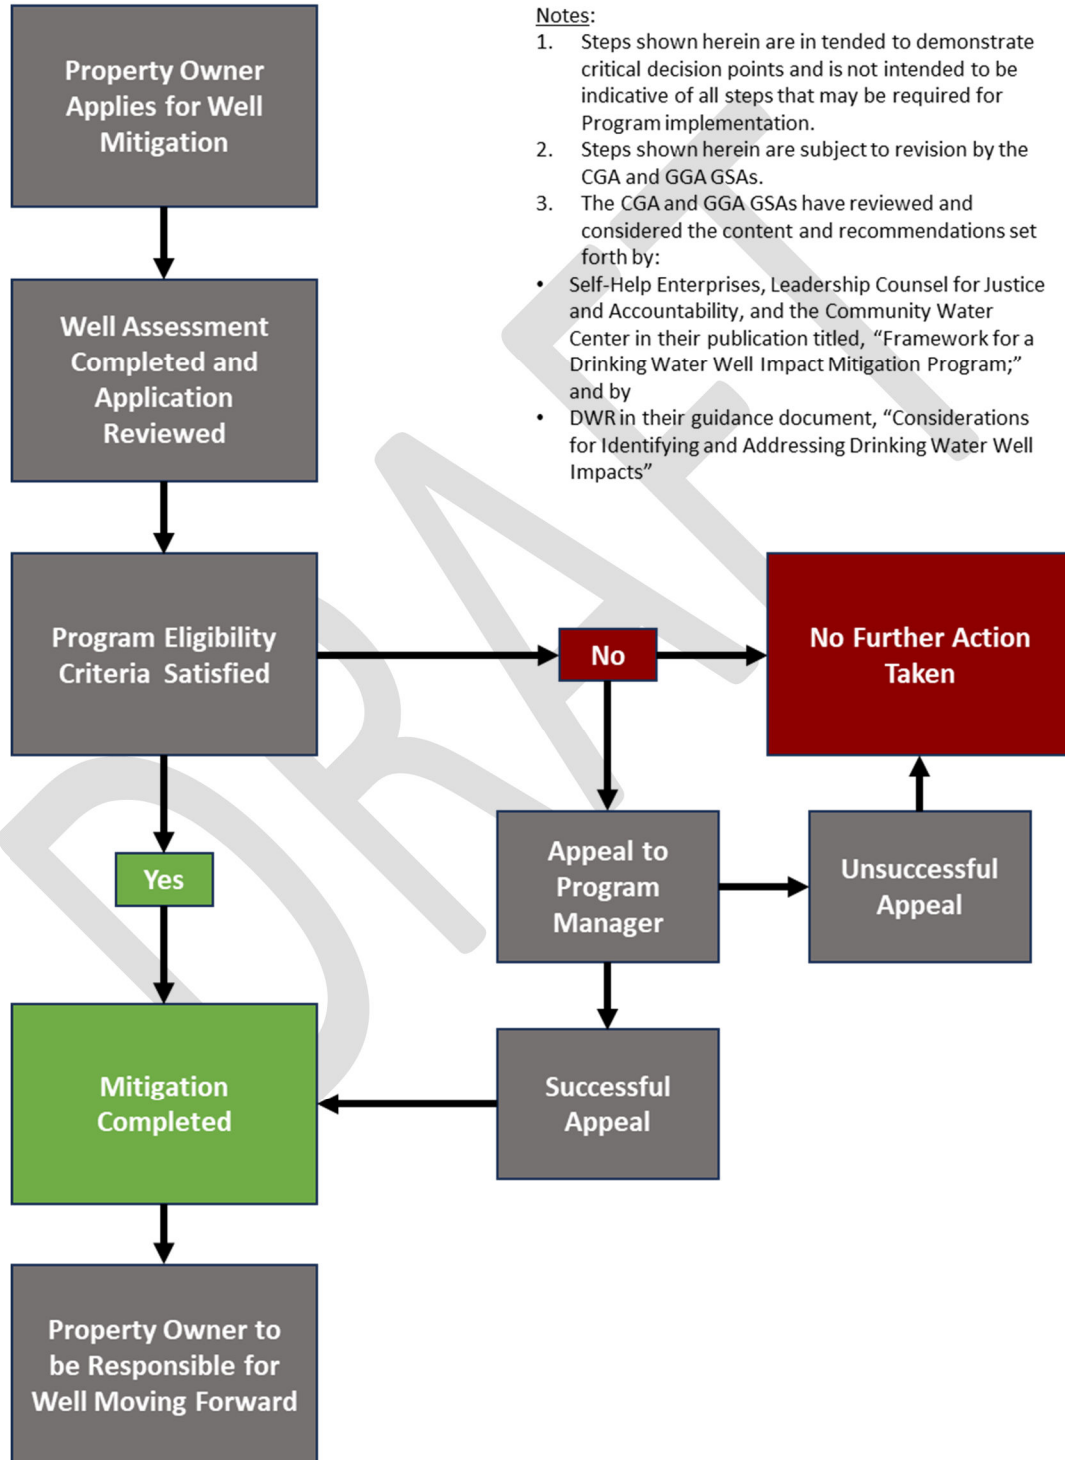 Property Owner
Applies for Well
Mitigation
Notes:
1. Steps shown herein are in tended to demonstrate
critical decision points and is not intended to be
indicative of all steps that may be required for
Program implementation.
2. Steps shown herein are subject to revision by the
CGA and GGA GSAs.
3. The CGA and GGA GSAs have reviewed and
considered the content and recommendations set
forth by:
• Self-Help Enterprises, Leadership Counsel for Justice
and Accountability, and the Community Water
Center in their publication titled, “Framework for a
Drinking Water Well Impact Mitigation Program;”
and by
• DWR in their guidance document, “Considerations
for Identifying and Addressing Drinking Water Well
Impacts”
Well Assessment
Completed and
Application
Reviewed
Program Eligibility
Criteria Satisfied
No
No Further Action
Taken
Yes
Appeal to
Program
Manager
Unsuccessful
Appeal
Mitigation
Completed
Successful
Appeal
Property Owner to
be Responsible for
Well Moving Forward
DRAFT